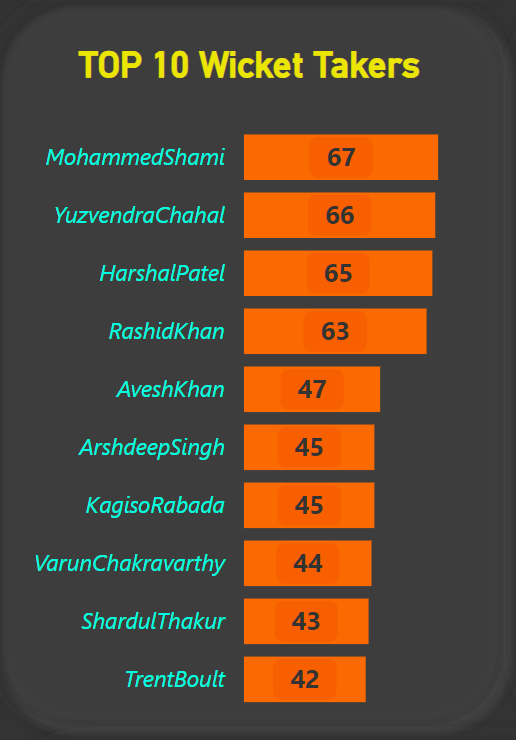 TOP 10 Wicket Takers
MohammedShami 67
YuzvendraChahal 66
HarshalPatel 65
RashidKhan 63
AveshKhan 47
ArshdeepSingh 45
KagisoRabada 45
VarunChakravarthy 44
ShardulThakur 43
TrentBoult 42